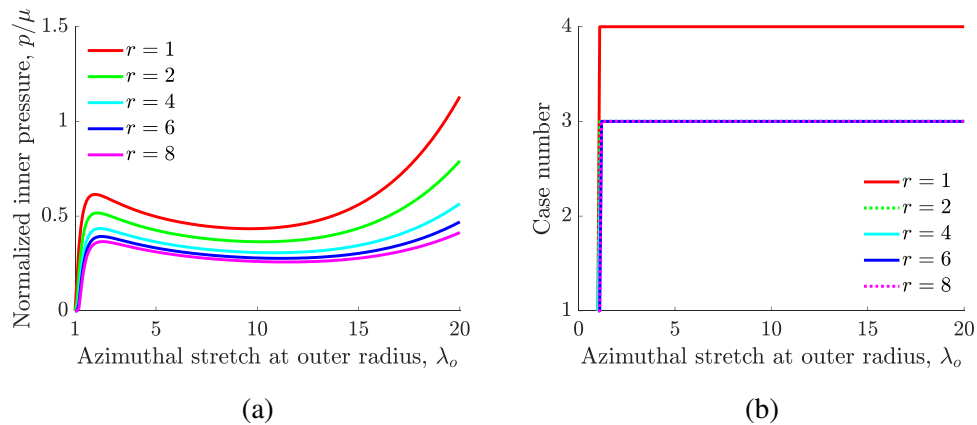 Normalized inner pressure, p/μ
1.5
1
0.5
0
r = 1
r = 2
r = 4
r = 6
r = 8
1 5 10 15 20
Azimuthal stretch at outer radius, λ_o
(a)
Case number
4
3
2
1
r = 1
r = 2
r = 4
r = 6
r = 8
0 5 10 15 20
Azimuthal stretch at outer radius, λ_o
(b)